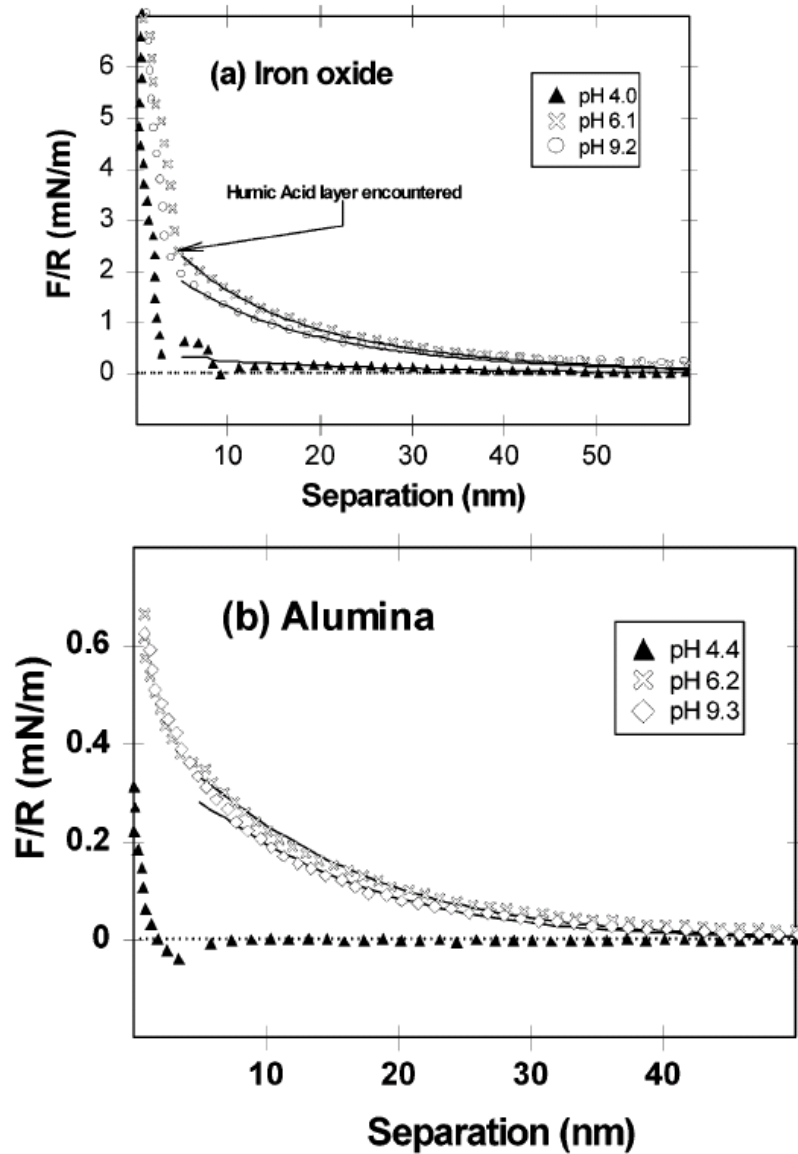 (a) Iron oxide
pH 4.0
pH 6.1
pH 9.2
Humic Acid layer encountered
F/R (mN/m)
6
5
4
3
2
1
0
10 20 30 40 50
Separation (nm)
(b) Alumina
pH 4.4
pH 6.2
pH 9.3
F/R (mN/m)
0.6
0.4
0.2
0
10 20 30 40
Separation (nm)